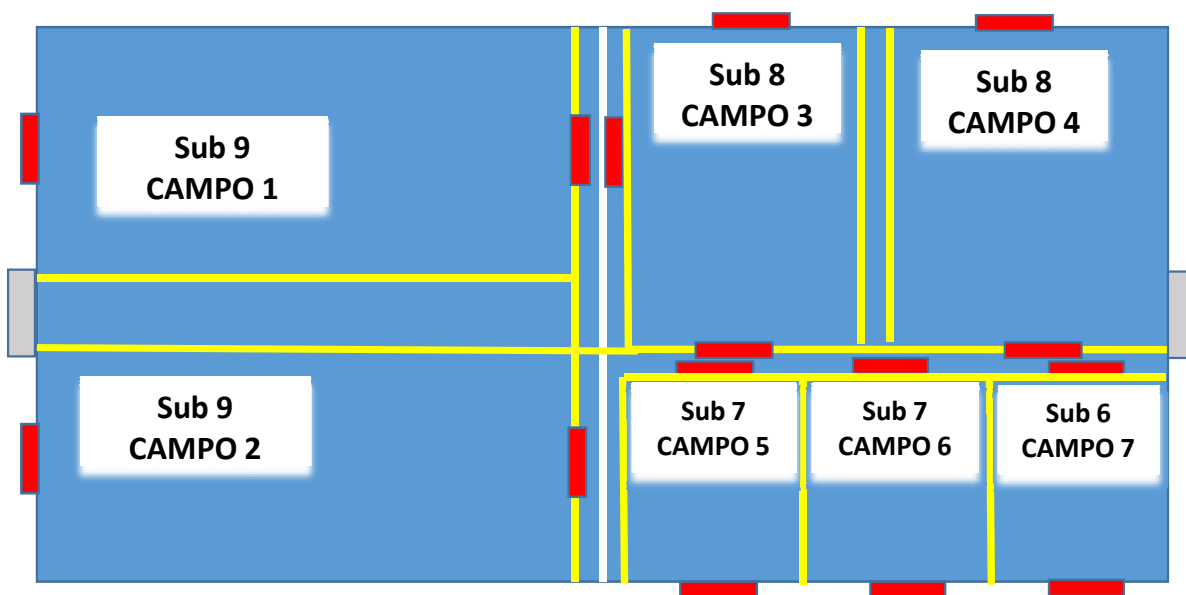 Sub 9
CAMPO 1
Sub 8
CAMPO 3
Sub 8
CAMPO 4
Sub 9
CAMPO 2
Sub 7
CAMPO 5
Sub 7
CAMPO 6
Sub 6
CAMPO 7